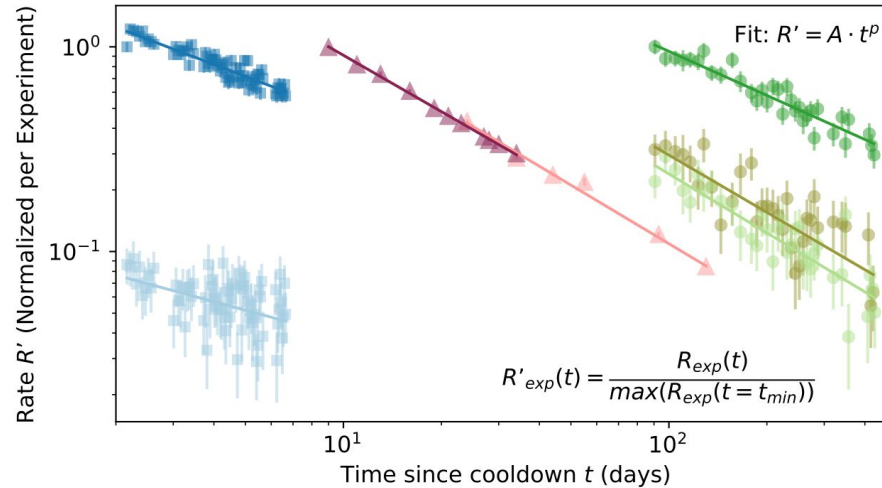 Fit: R' = A · t^p
10^0
10^-1
Rate R' (Normalized per Experiment)
R'_exp(t) = R_exp(t) / max(R_exp(t = t_min))
10^1
10^2
Time since cooldown t (days)